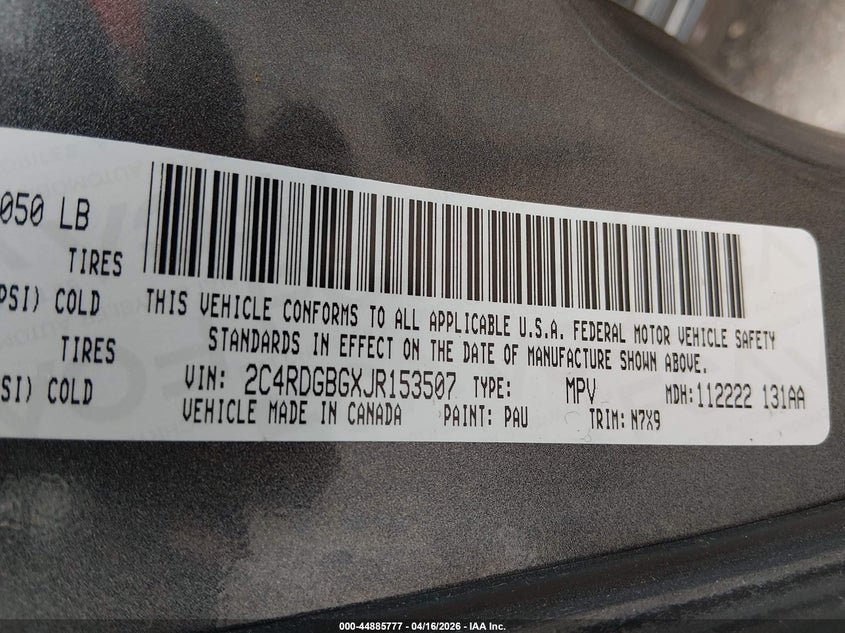 050 LB
TIRES
PSI) COLD
TIRES
SI) COLD
THIS VEHICLE CONFORMS TO ALL APPLICABLE U.S.A. FEDERAL MOTOR VEHICLE SAFETY
STANDARDS IN EFFECT ON THE DATE OF MANUFACTURE SHOWN ABOVE.
VIN: 2C4RDGBGXJR153507 TYPE: MPV MDH: 112222 131AA
VEHICLE MADE IN CANADA PAINT: PAU TRIM: N7X9
000-44885777 - 04/16/2026 - IAA Inc.